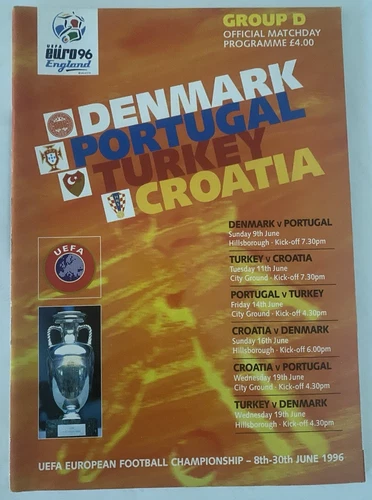 UEFA
euro96
England
GROUP D
OFFICIAL MATCHDAY
PROGRAMME £4.00
DENMARK
PORTUGAL
TURKEY
CROATIA
UEFA
DENMARK v PORTUGAL
Sunday 9th June
Hillsborough · Kick-off 7.30pm
TURKEY v CROATIA
Tuesday 11th June
City Ground · Kick-off 7.30pm
PORTUGAL v TURKEY
Friday 14th June
City Ground · Kick-off 4.30pm
CROATIA v DENMARK
Sunday 16th June
Hillsborough · Kick-off 6.00pm
CROATIA v PORTUGAL
Wednesday 19th June
City Ground · Kick-off 4.30pm
TURKEY v DENMARK
Wednesday 19th June
Hillsborough · Kick-off 4.30pm
UEFA EUROPEAN FOOTBALL CHAMPIONSHIP – 8th-30th JUNE 1996